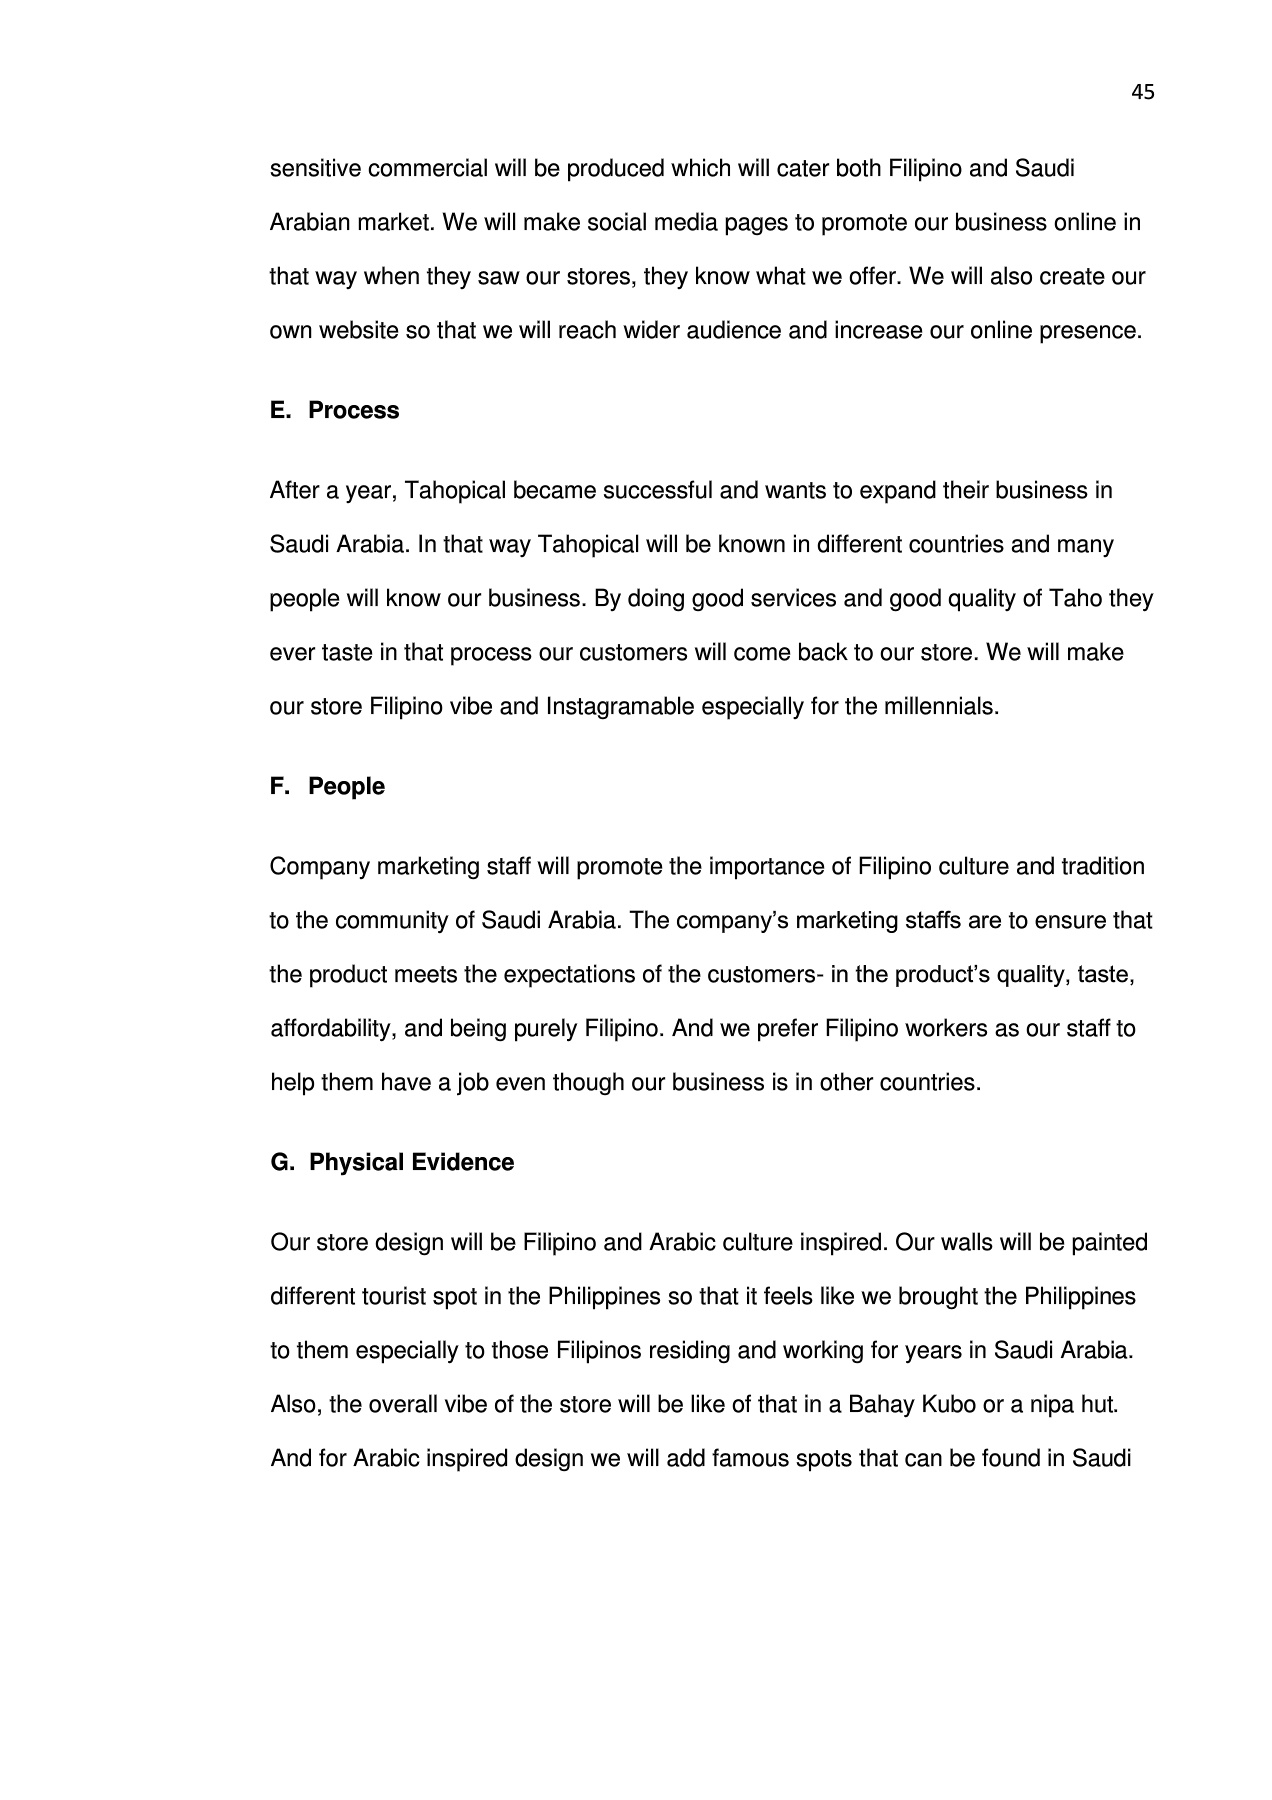 45
sensitive commercial will be produced which will cater both Filipino and Saudi
Arabian market. We will make social media pages to promote our business online in
that way when they saw our stores, they know what we offer. We will also create our
own website so that we will reach wider audience and increase our online presence.
E. Process
After a year, Tahopical became successful and wants to expand their business in
Saudi Arabia. In that way Tahopical will be known in different countries and many
people will know our business. By doing good services and good quality of Taho they
ever taste in that process our customers will come back to our store. We will make
our store Filipino vibe and Instagramable especially for the millennials.
F. People
Company marketing staff will promote the importance of Filipino culture and tradition
to the community of Saudi Arabia. The company’s marketing staffs are to ensure that
the product meets the expectations of the customers- in the product’s quality, taste,
affordability, and being purely Filipino. And we prefer Filipino workers as our staff to
help them have a job even though our business is in other countries.
G. Physical Evidence
Our store design will be Filipino and Arabic culture inspired. Our walls will be painted
different tourist spot in the Philippines so that it feels like we brought the Philippines
to them especially to those Filipinos residing and working for years in Saudi Arabia.
Also, the overall vibe of the store will be like of that in a Bahay Kubo or a nipa hut.
And for Arabic inspired design we will add famous spots that can be found in Saudi